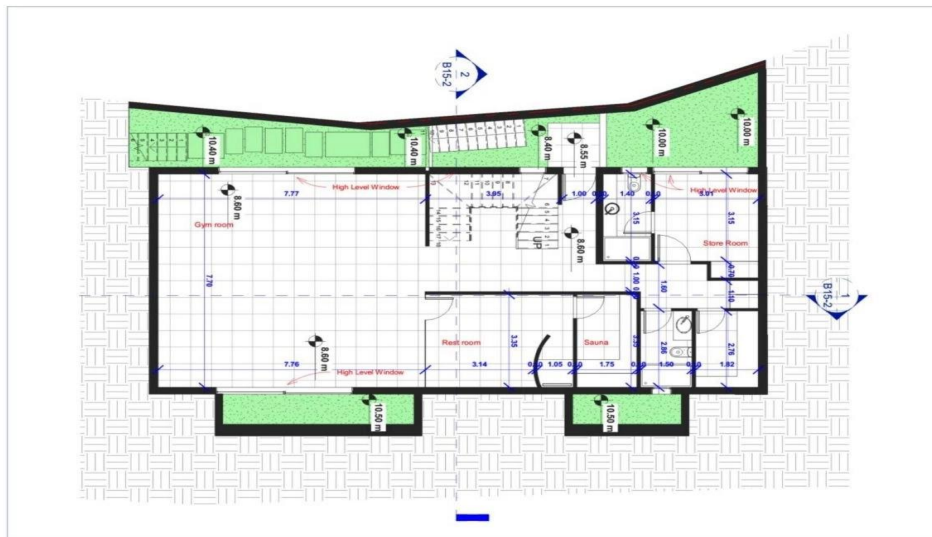 2
B15-2
10.40 m
10.40 m
8.40 m
8.55 m
10.00 m
10.00 m
High Level Window
High Level Window
7.77
3.95
1.00
1.40
8.60 m
Gym room
3.15
3.15
Store Room
UP
8.60 m
0.70
1.00
1.60
1.10
7.70
1
B15-2
8.60 m
Rest room
3.35
Sauna
2.86
2.76
High Level Window
7.76
3.14
1.05
1.75
1.50
1.82
10.50 m
10.50 m